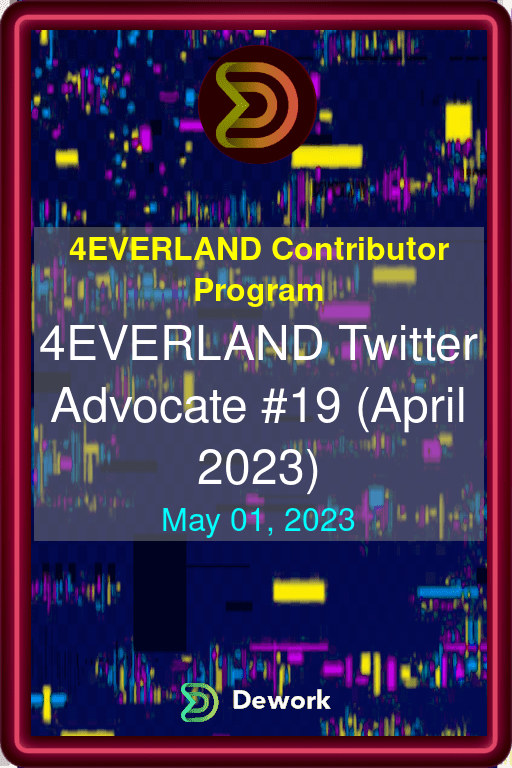 4EVERLAND Contributor
Program
4EVERLAND Twitter
Advocate #19 (April
2023)
May 01, 2023
Dework